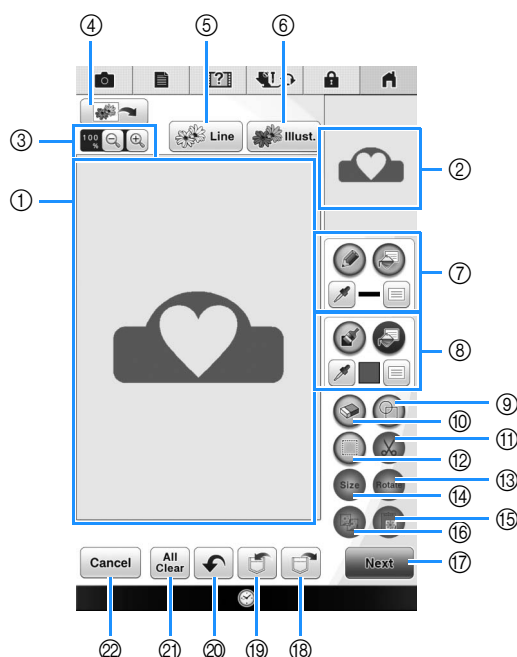 ④ ⑤ ⑥
?
Line Illust.
③ 100 %
① ②
⑦
⑧
⑨
⑩
⑪
⑫
Size Rotate ⑬
⑭
⑮
⑯
Cancel All Clear Next ⑰
㉒ ㉑ ⑳ ⑲ ⑱